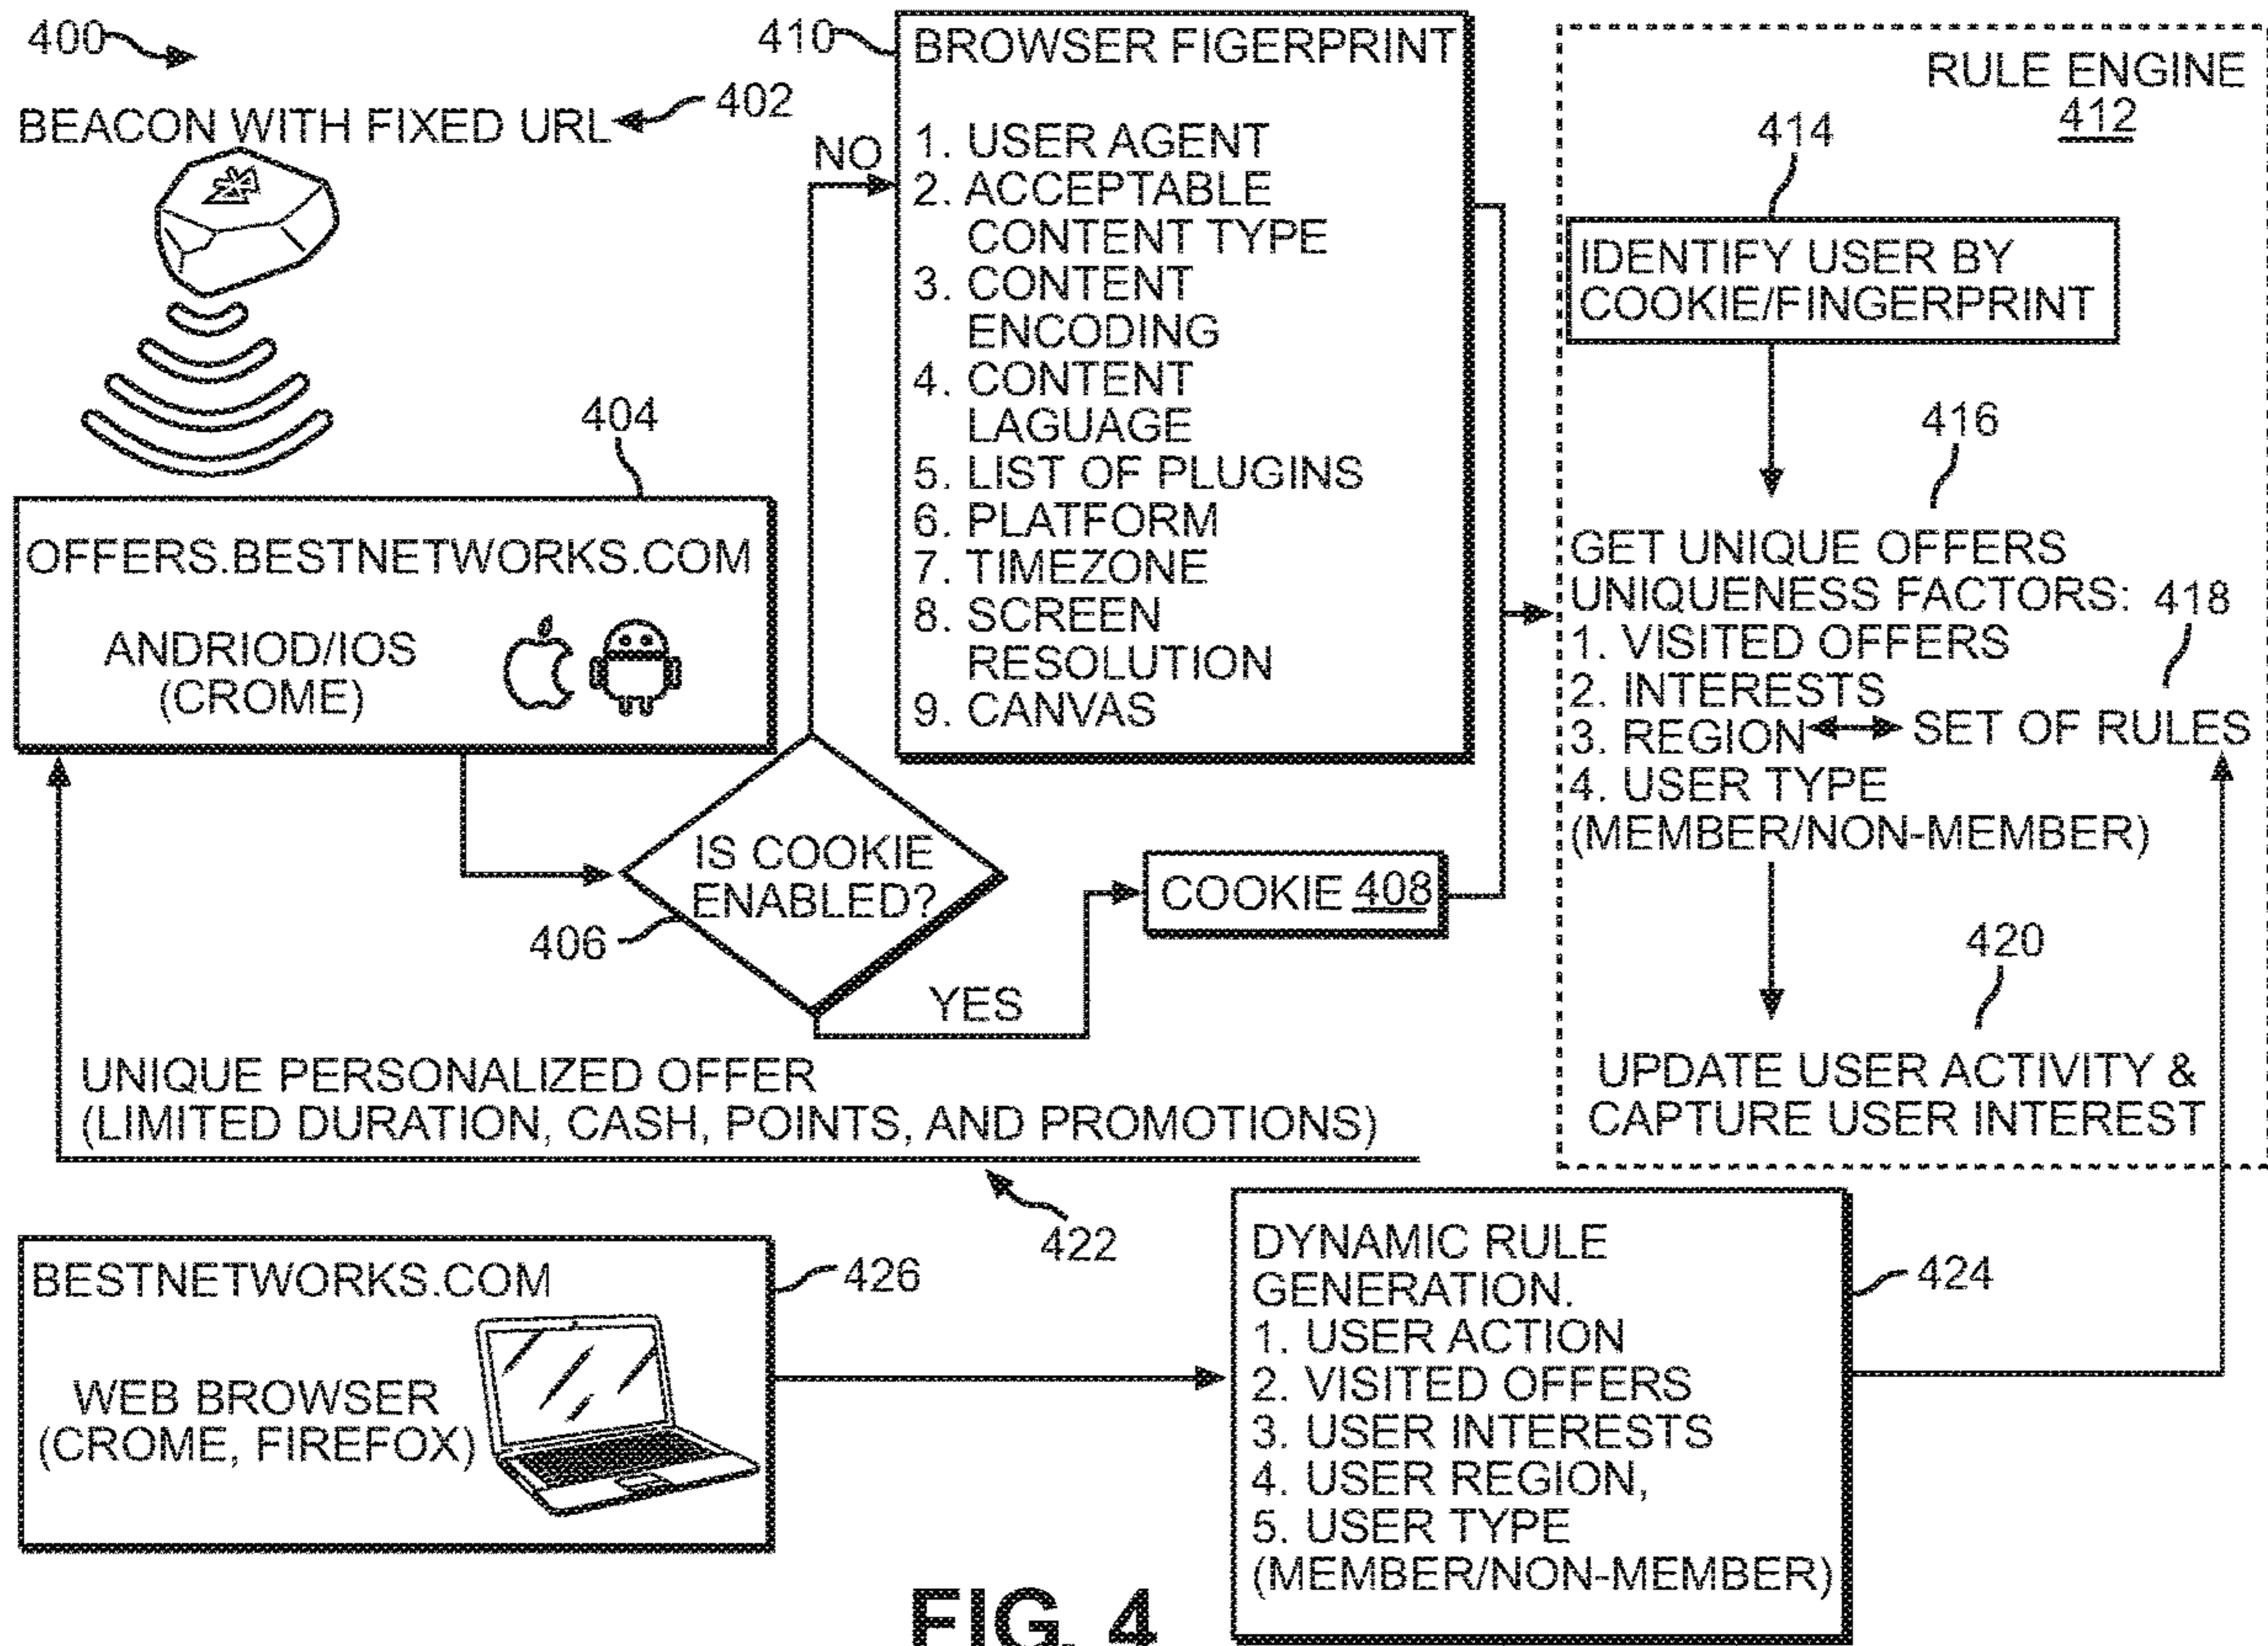 400
BEACON WITH FIXED URL
402
OFFERS.BESTNETWORKS.COM
ANDRIOD/IOS
(CROME)
404
IS COOKIE
ENABLED?
406
NO
YES
410
BROWSER FIGERPRINT
1. USER AGENT
2. ACCEPTABLE
CONTENT TYPE
3. CONTENT
ENCODING
4. CONTENT
LAGUAGE
5. LIST OF PLUGINS
6. PLATFORM
7. TIMEZONE
8. SCREEN
RESOLUTION
9. CANVAS
COOKIE 408
RULE ENGINE
412
414
IDENTIFY USER BY
COOKIE/FINGERPRINT
416
GET UNIQUE OFFERS
UNIQUENESS FACTORS:
1. VISITED OFFERS
2. INTERESTS
3. REGION
4. USER TYPE
(MEMBER/NON-MEMBER)
418
SET OF RULES
420
UPDATE USER ACTIVITY &
CAPTURE USER INTEREST
UNIQUE PERSONALIZED OFFER
(LIMITED DURATION, CASH, POINTS, AND PROMOTIONS)
422
BESTNETWORKS.COM
WEB BROWSER
(CROME, FIREFOX)
426
DYNAMIC RULE
GENERATION.
1. USER ACTION
2. VISITED OFFERS
3. USER INTERESTS
4. USER REGION,
5. USER TYPE
(MEMBER/NON-MEMBER)
424
FIG. 4